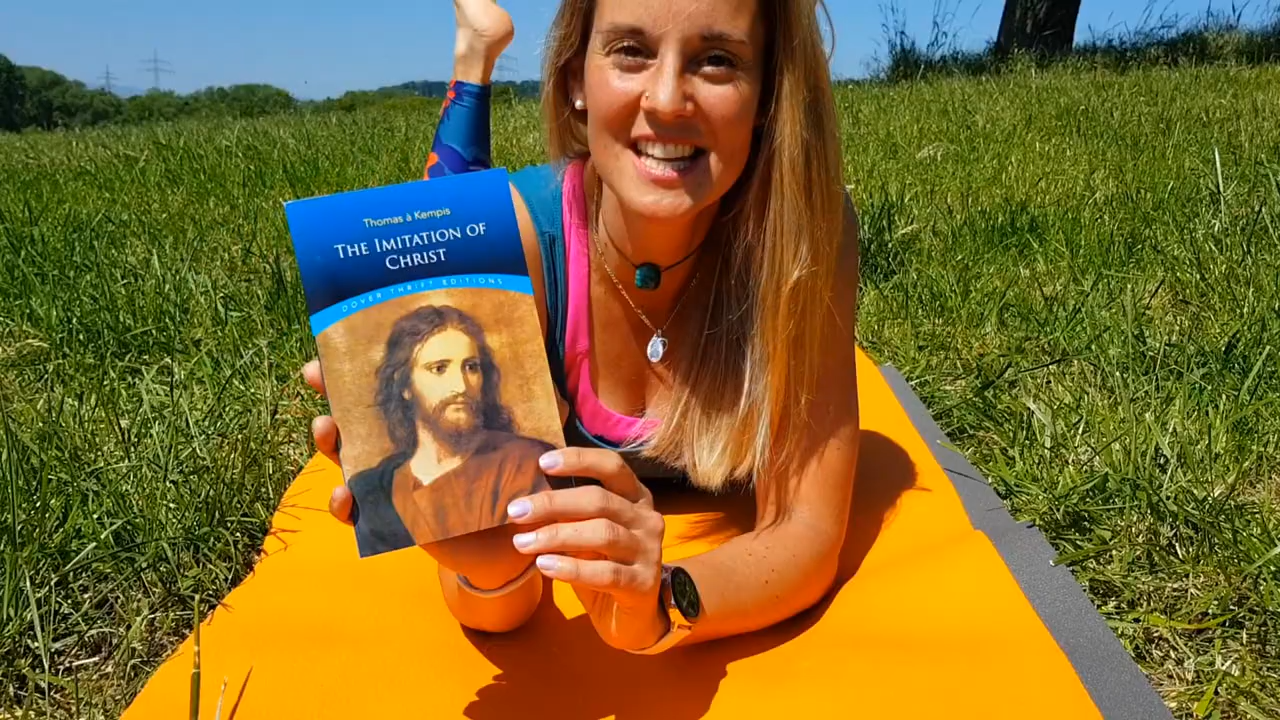 Thomas à Kempis
THE IMITATION OF
CHRIST
DOVER THRIFT EDITIONS